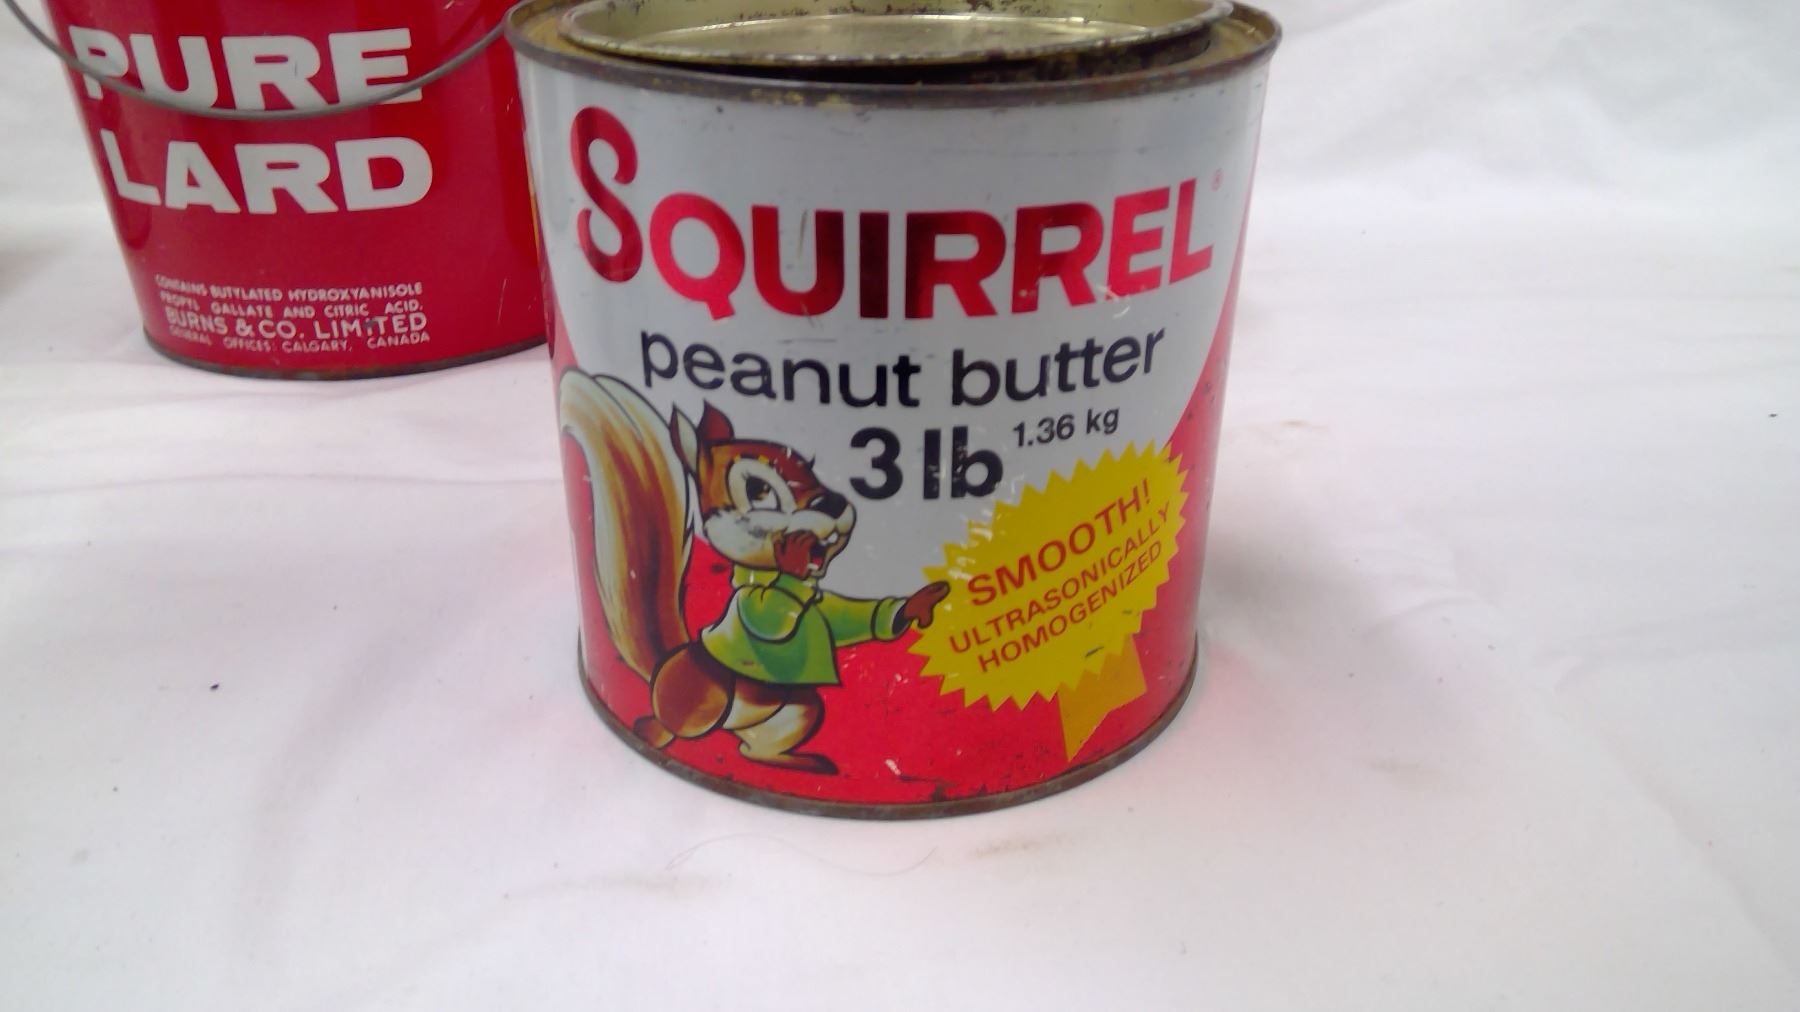 PURE
LARD
CONTAINS BUTYLATED HYDROXYANISOLE
PROPYL GALLATE AND CITRIC ACID.
BURNS & CO. LIMITED
GENERAL OFFICES: CALGARY, CANADA
SQUIRREL®
peanut butter
3 lb 1.36 kg
SMOOTH!
ULTRASONICALLY
HOMOGENIZED